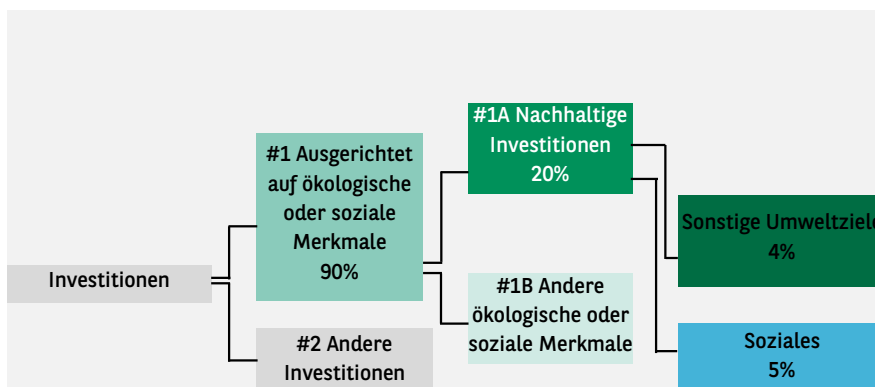 Investitionen
#1 Ausgerichtet
auf ökologische
oder soziale
Merkmale
90%
#2 Andere
Investitionen
#1A Nachhaltige
Investitionen
20%
#1B Andere
ökologische oder
soziale Merkmale
Sonstige Umweltziele
4%
Soziales
5%